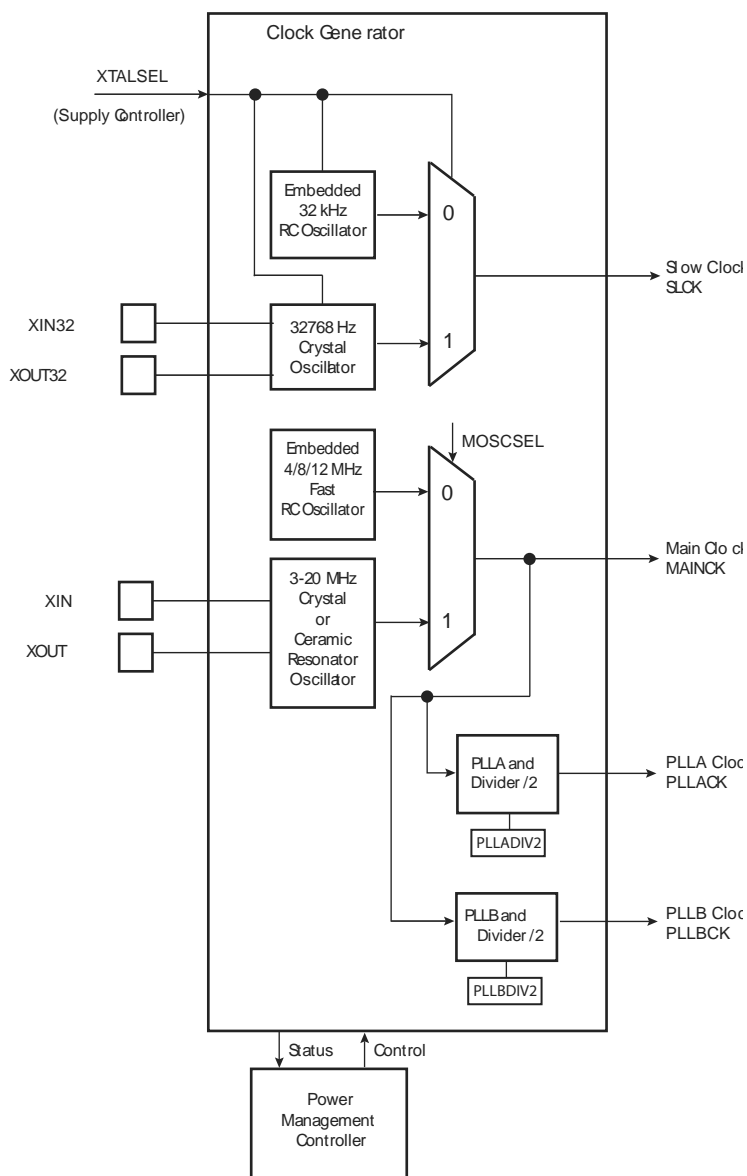 Clock Generator
XTALSEL
(Supply Controller)
Embedded
32 kHz
RC Oscillator
0
Slow Clock
SLCK
XIN32
XOUT32
32768 Hz
Crystal
Oscillator
1
MOSCSEL
Embedded
4/8/12 MHz
Fast
RC Oscillator
0
Main Clock
MAINCK
XIN
XOUT
3-20 MHz
Crystal
or
Ceramic
Resonator
Oscillator
1
PLLA and
Divider /2
PLLA Cloc
PLLACK
PLLADIV2
PLLB and
Divider /2
PLLB Cloc
PLLBCK
PLLBDIV2
Status
Control
Power
Management
Controller